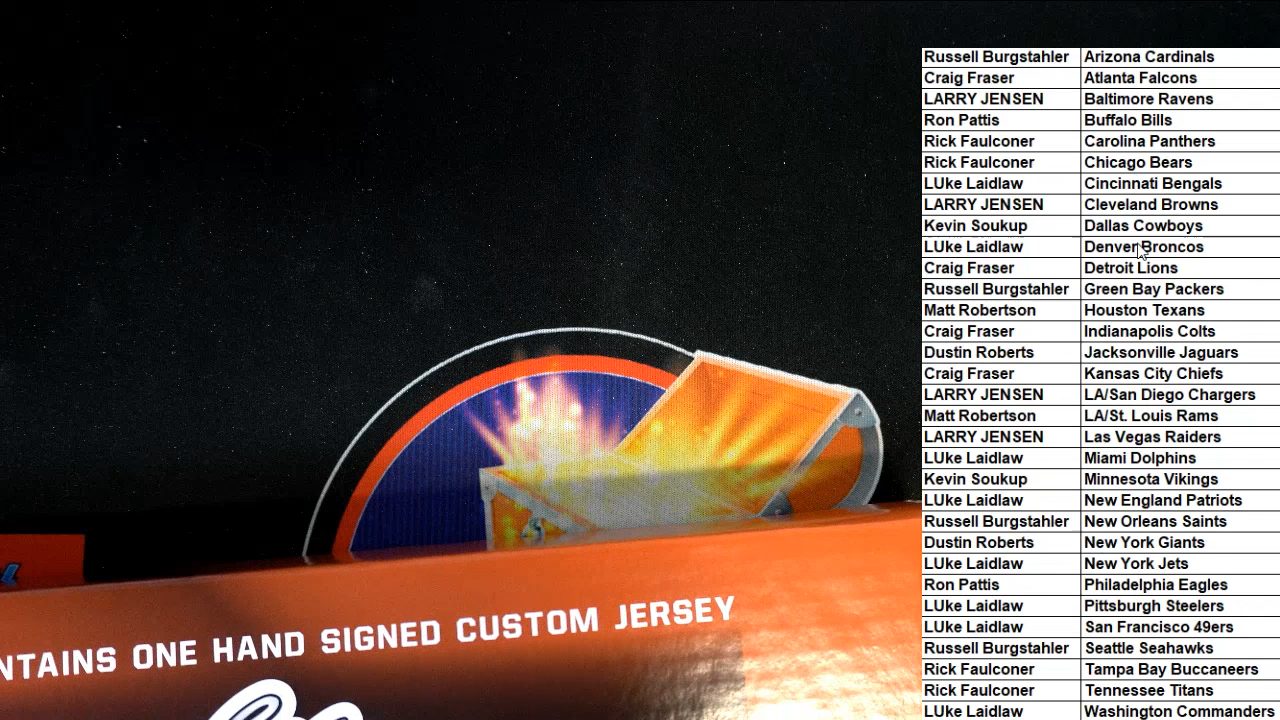 Russell Burgstahler Arizona Cardinals
Craig Fraser Atlanta Falcons
LARRY JENSEN Baltimore Ravens
Ron Pattis Buffalo Bills
Rick Faulconer Carolina Panthers
Rick Faulconer Chicago Bears
LUke Laidlaw Cincinnati Bengals
LARRY JENSEN Cleveland Browns
Kevin Soukup Dallas Cowboys
LUke Laidlaw Denver Broncos
Craig Fraser Detroit Lions
Russell Burgstahler Green Bay Packers
Matt Robertson Houston Texans
Craig Fraser Indianapolis Colts
Dustin Roberts Jacksonville Jaguars
Craig Fraser Kansas City Chiefs
LARRY JENSEN LA/San Diego Chargers
Matt Robertson LA/St. Louis Rams
LARRY JENSEN Las Vegas Raiders
LUke Laidlaw Miami Dolphins
Kevin Soukup Minnesota Vikings
LUke Laidlaw New England Patriots
Russell Burgstahler New Orleans Saints
Dustin Roberts New York Giants
LUke Laidlaw New York Jets
Ron Pattis Philadelphia Eagles
LUke Laidlaw Pittsburgh Steelers
LUke Laidlaw San Francisco 49ers
Russell Burgstahler Seattle Seahawks
Rick Faulconer Tampa Bay Buccaneers
Rick Faulconer Tennessee Titans
LUke Laidlaw Washington Commanders
NTAINS ONE HAND SIGNED CUSTOM JERSEY